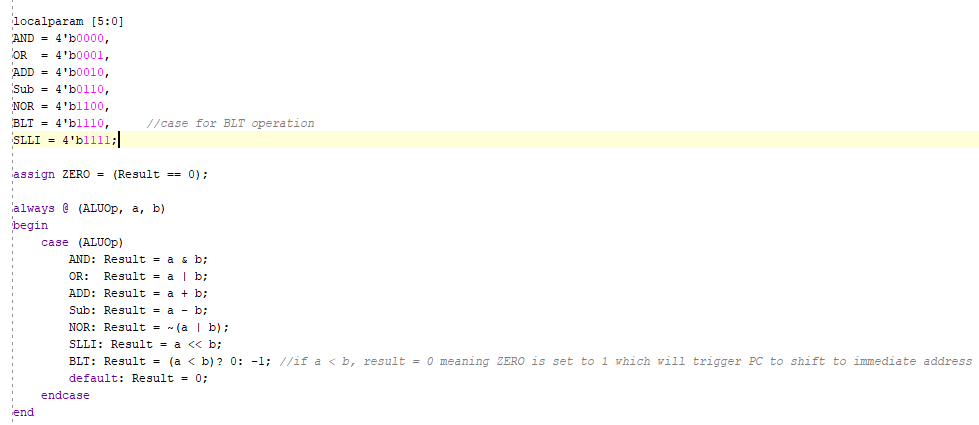 localparam [5:0]
AND = 4'b0000,
OR  = 4'b0001,
ADD = 4'b0010,
Sub = 4'b0110,
NOR = 4'b1100,
BLT = 4'b1110,     //case for BLT operation
SLLI = 4'b1111;
assign ZERO = (Result == 0);
always @ (ALUOp, a, b)
begin
    case (ALUOp)
        AND: Result = a & b;
        OR:  Result = a | b;
        ADD: Result = a + b;
        Sub: Result = a - b;
        NOR: Result = ~(a | b);
        SLLI: Result = a << b;
        BLT: Result = (a < b)? 0: -1; //if a < b, result = 0 meaning ZERO is set to 1 which will trigger PC to shift to immediate address
        default: Result = 0;
    endcase
end